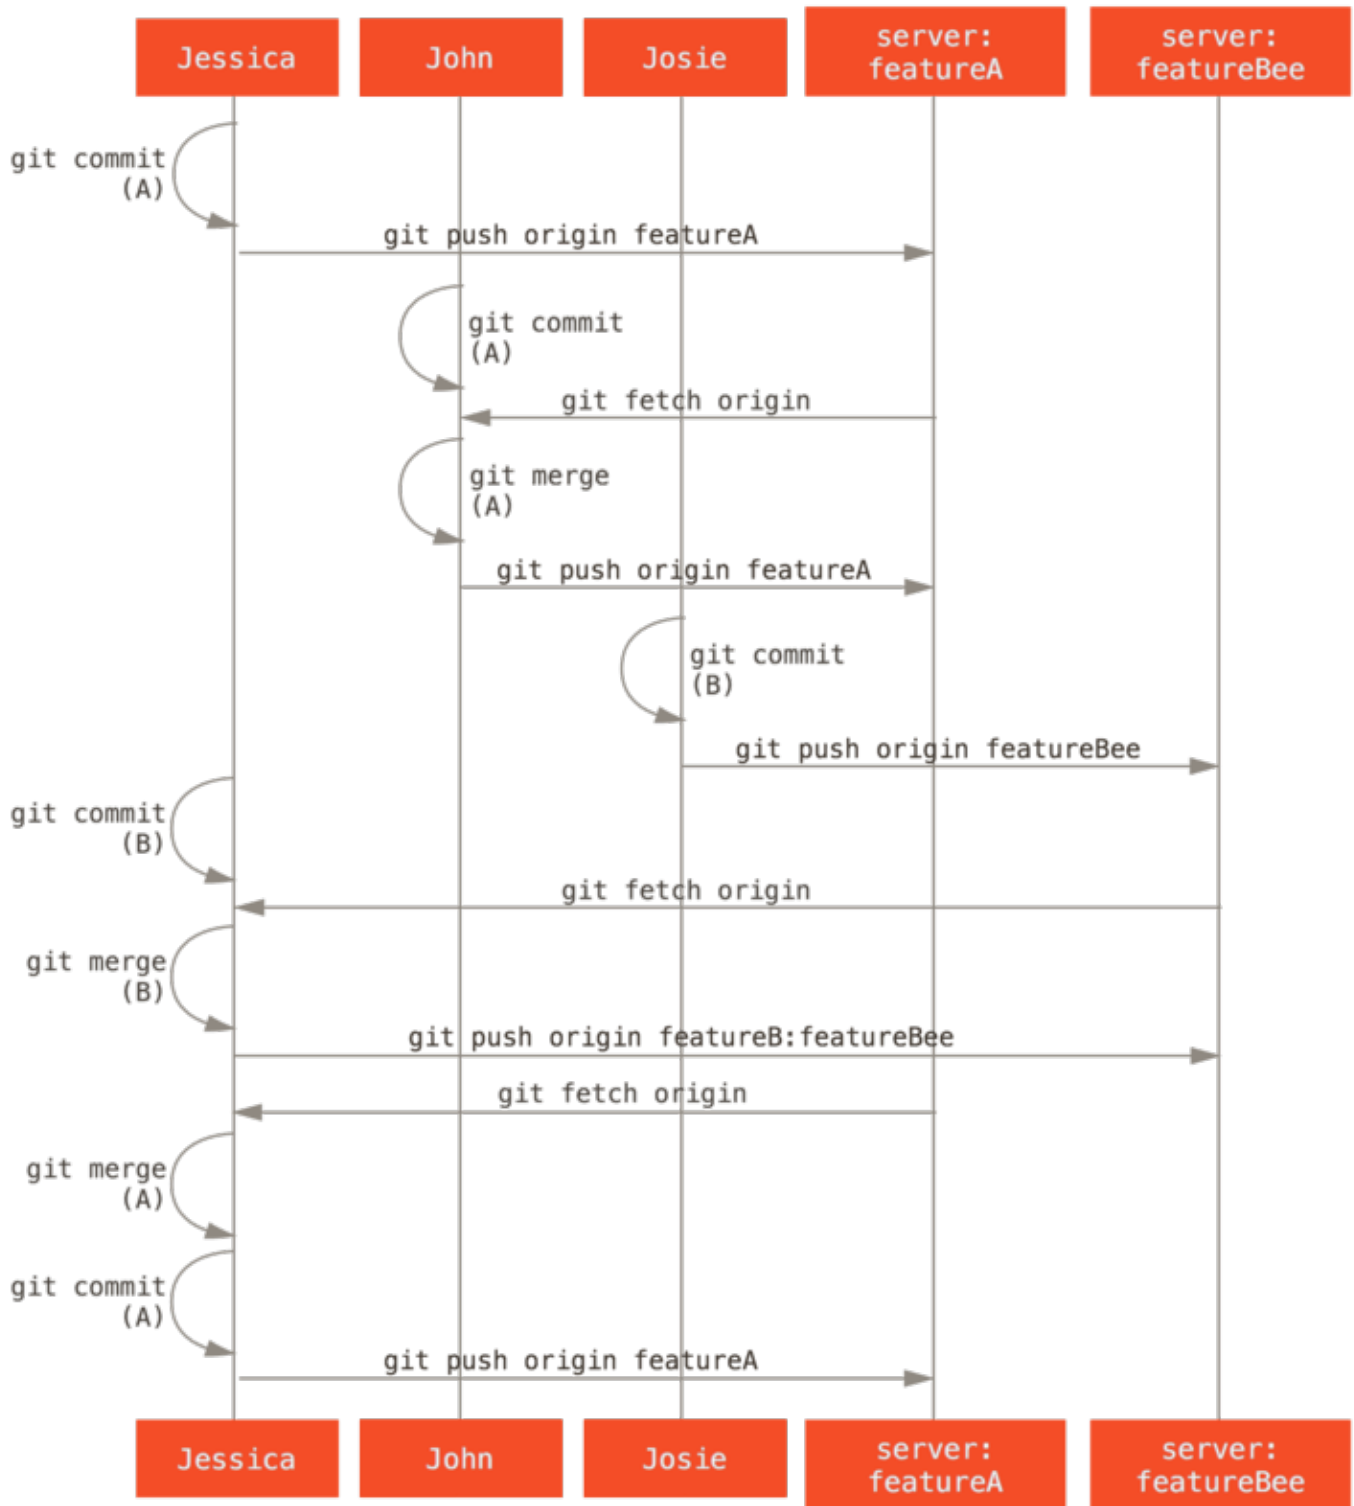 Jessica
John
Josie
server:
featureA
server:
featureBee
git commit
(A)
git push origin featureA
git commit
(A)
git fetch origin
git merge
(A)
git push origin featureA
git commit
(B)
git push origin featureBee
git commit
(B)
git fetch origin
git merge
(B)
git push origin featureB:featureBee
git fetch origin
git merge
(A)
git commit
(A)
git push origin featureA
Jessica
John
Josie
server:
featureA
server:
featureBee